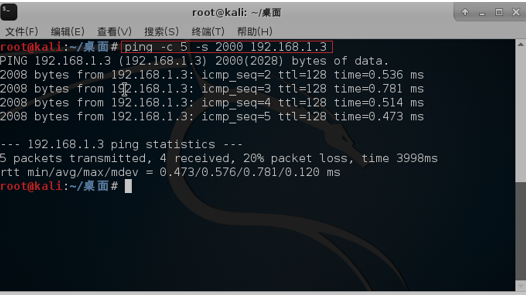 root@kali: ~/桌面
文件(F) 编辑(E) 查看(V) 搜索(S) 终端(T) 帮助(H)
root@kali:~/桌面# ping -c 5 -s 2000 192.168.1.3
PING 192.168.1.3 (192.168.1.3) 2000(2028) bytes of data.
2008 bytes from 192.168.1.3: icmp_seq=2 ttl=128 time=0.536 ms
2008 bytes from 192.168.1.3: icmp_seq=3 ttl=128 time=0.781 ms
2008 bytes from 192.168.1.3: icmp_seq=4 ttl=128 time=0.514 ms
2008 bytes from 192.168.1.3: icmp_seq=5 ttl=128 time=0.473 ms
--- 192.168.1.3 ping statistics ---
5 packets transmitted, 4 received, 20% packet loss, time 3998ms
rtt min/avg/max/mdev = 0.473/0.576/0.781/0.120 ms
root@kali:~/桌面#